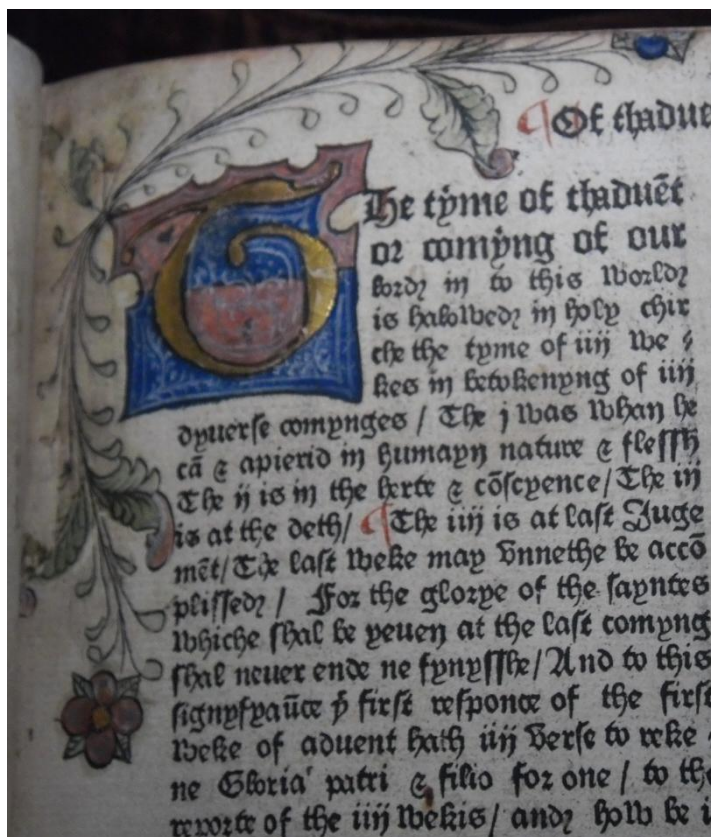 ¶Of thadue
The tyme of thaduēt
or comyng of our
lord in to this world
is halowed in holy chir
che the tyme of iiij we
kes in betokenyng of iiij
dyuerse comynges / The j was whan he
cā & apierid in humayn nature & flessh
The ij is in the herte & cōscyence/ The iij
is at the deth/ ¶The iiij is at last Juge
mēt/ The last weke may vnnethe be accō
plissed / For the glorye of the sayntes
whiche shal be yeuen at the last comyng
shal neuer ende ne fynysshe/ And to this
signyfyaūce þͤ first responce of the first
weke of aduent hath iiij verse to reke
ne Gloria patri & filio for one / to the
reporte of the iiij wekis/ and how be i